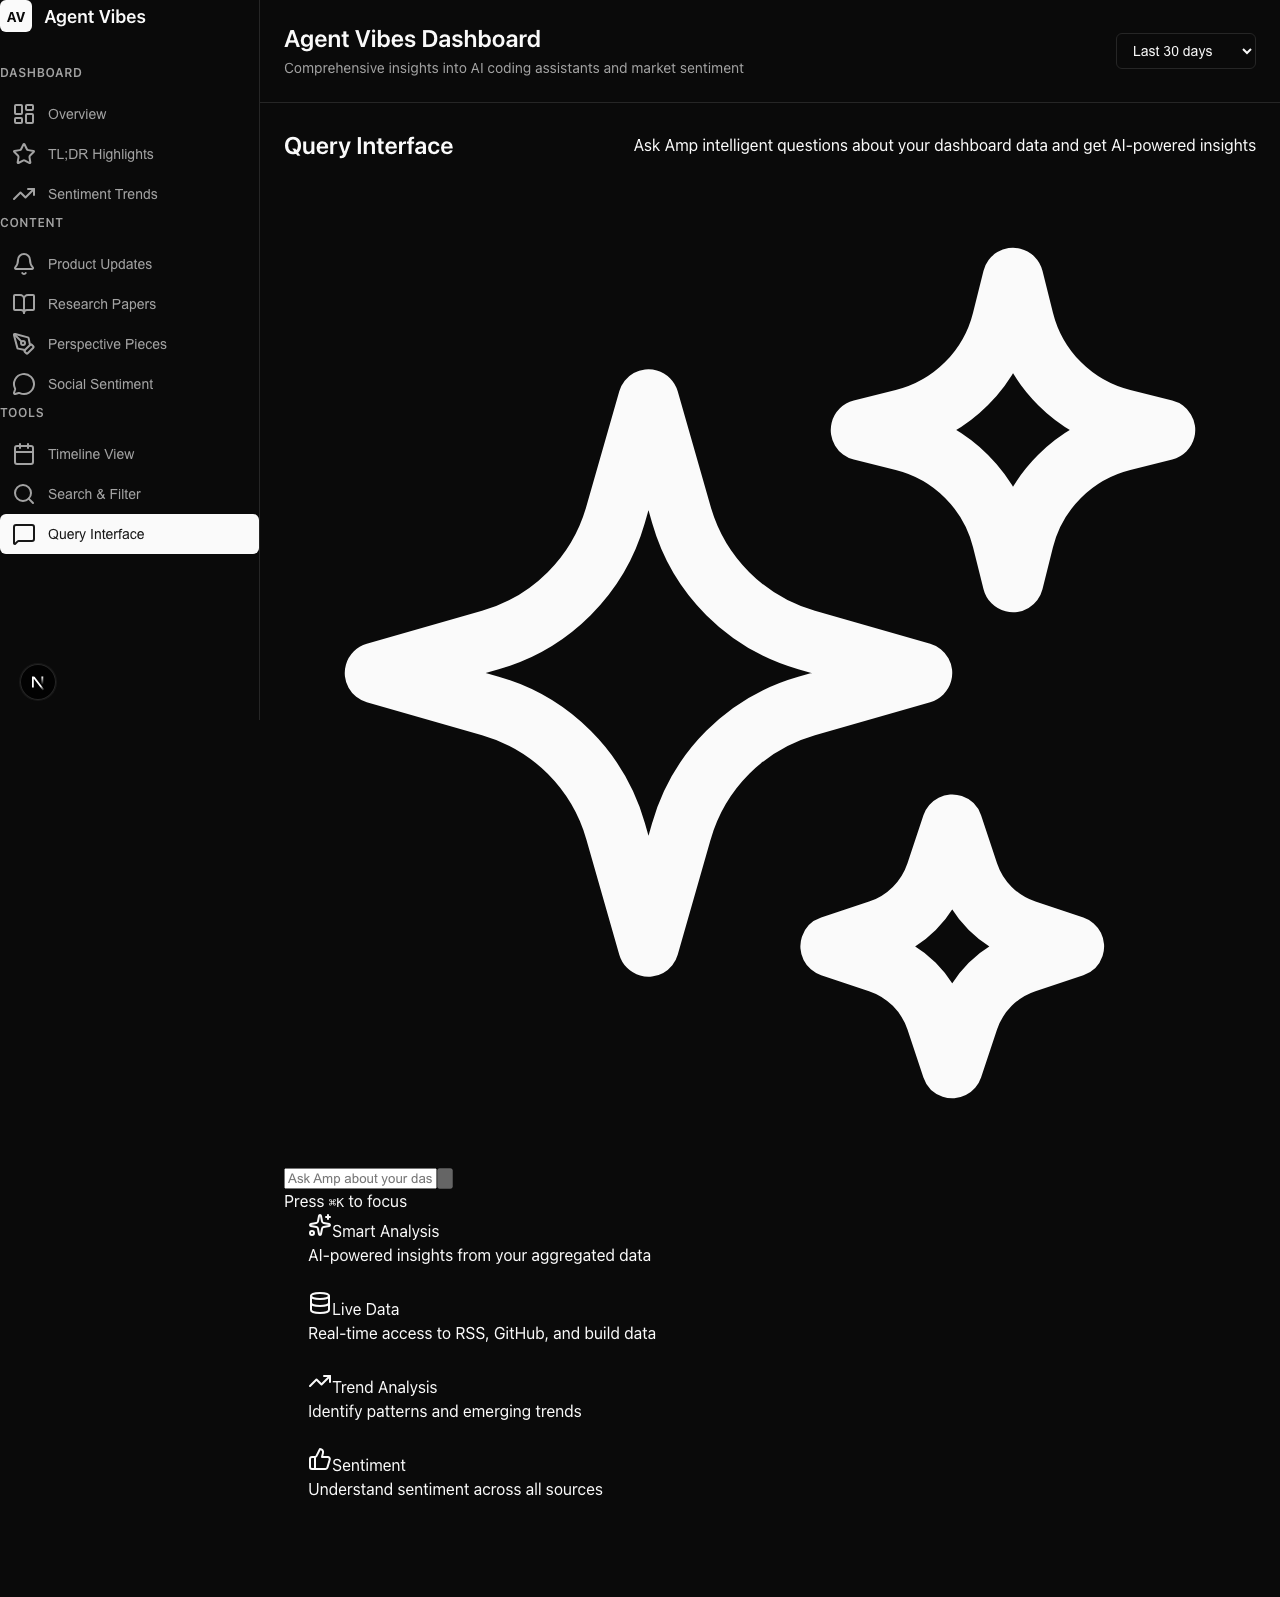 AV Agent Vibes
DASHBOARD
Overview
TL;DR Highlights
Sentiment Trends
CONTENT
Product Updates
Research Papers
Perspective Pieces
Social Sentiment
TOOLS
Timeline View
Search & Filter
Query Interface
N
Agent Vibes Dashboard
Comprehensive insights into AI coding assistants and market sentiment
Last 30 days
Query Interface
Ask Amp intelligent questions about your dashboard data and get AI-powered insights
Ask Amp about your das
Press ⌘K to focus
Smart Analysis
AI-powered insights from your aggregated data
Live Data
Real-time access to RSS, GitHub, and build data
Trend Analysis
Identify patterns and emerging trends
Sentiment
Understand sentiment across all sources